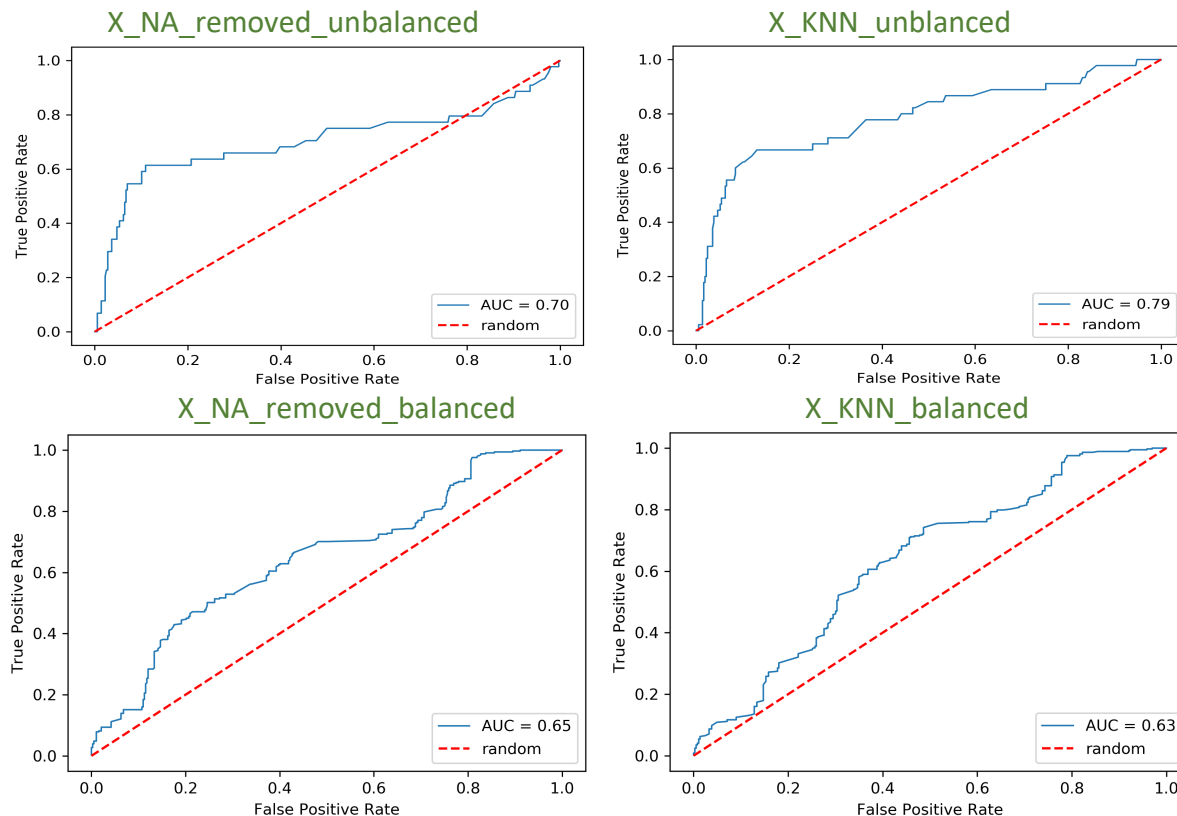 X_NA_removed_unbalanced
1.0
0.8
0.6
0.4
0.2
0.0
True Positive Rate
0.0 0.2 0.4 0.6 0.8 1.0
False Positive Rate
AUC = 0.70
random
X_KNN_unblanced
1.0
0.8
0.6
0.4
0.2
0.0
True Positive Rate
0.0 0.2 0.4 0.6 0.8 1.0
False Positive Rate
AUC = 0.79
random
X_NA_removed_balanced
1.0
0.8
0.6
0.4
0.2
0.0
True Positive Rate
0.0 0.2 0.4 0.6 0.8 1.0
False Positive Rate
AUC = 0.65
random
X_KNN_balanced
1.0
0.8
0.6
0.4
0.2
0.0
True Positive Rate
0.0 0.2 0.4 0.6 0.8 1.0
False Positive Rate
AUC = 0.63
random